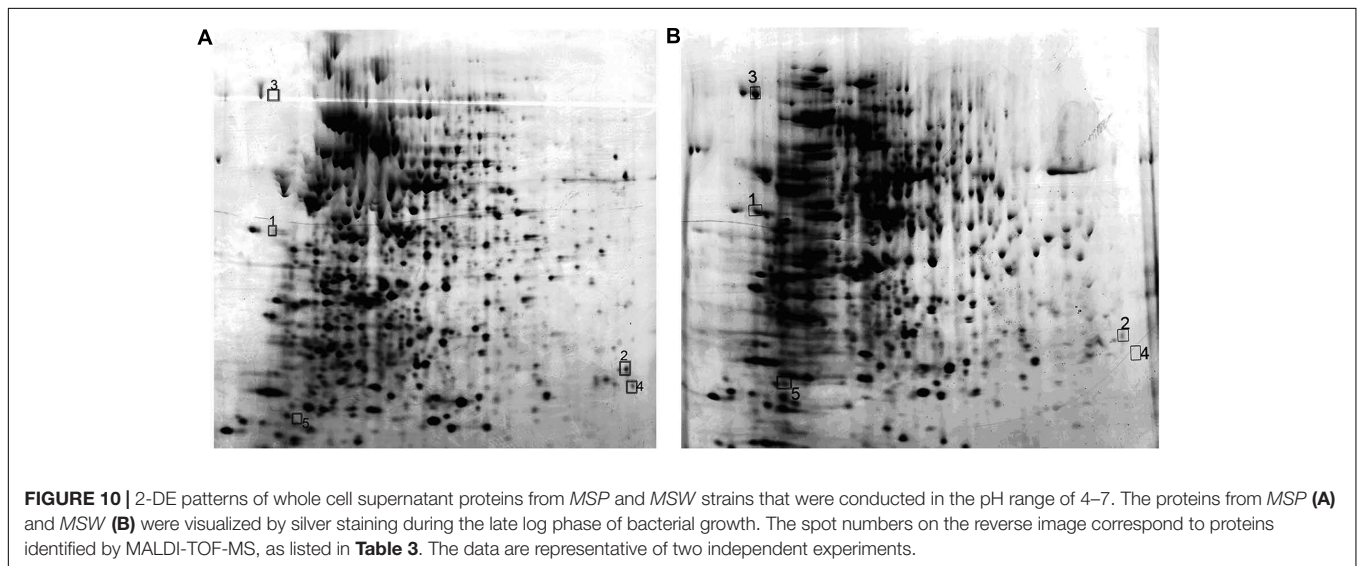 A
B
3
3
1
1
2
2
4
4
5
5
FIGURE 10 | 2-DE patterns of whole cell supernatant proteins from MSP and MSW strains that were conducted in the pH range of 4–7. The proteins from MSP (A)
and MSW (B) were visualized by silver staining during the late log phase of bacterial growth. The spot numbers on the reverse image correspond to proteins
identified by MALDI-TOF-MS, as listed in Table 3. The data are representative of two independent experiments.